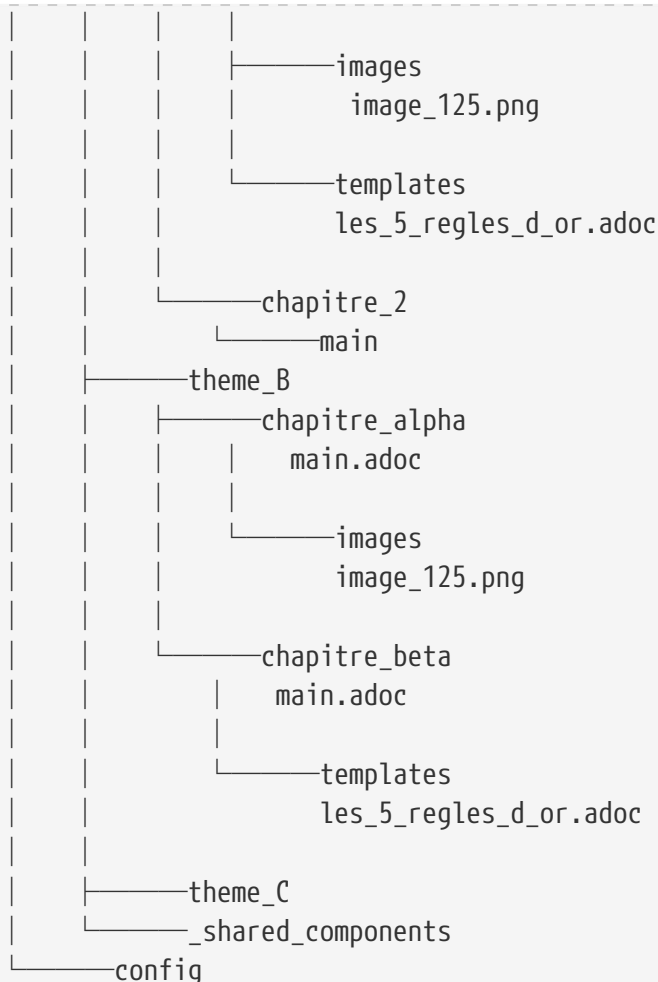 images
image_125.png
templates
les_5_regles_d_or.adoc
chapitre_2
main
theme_B
chapitre_alpha
main.adoc
images
image_125.png
chapitre_beta
main.adoc
templates
les_5_regles_d_or.adoc
theme_C
_shared_components
config